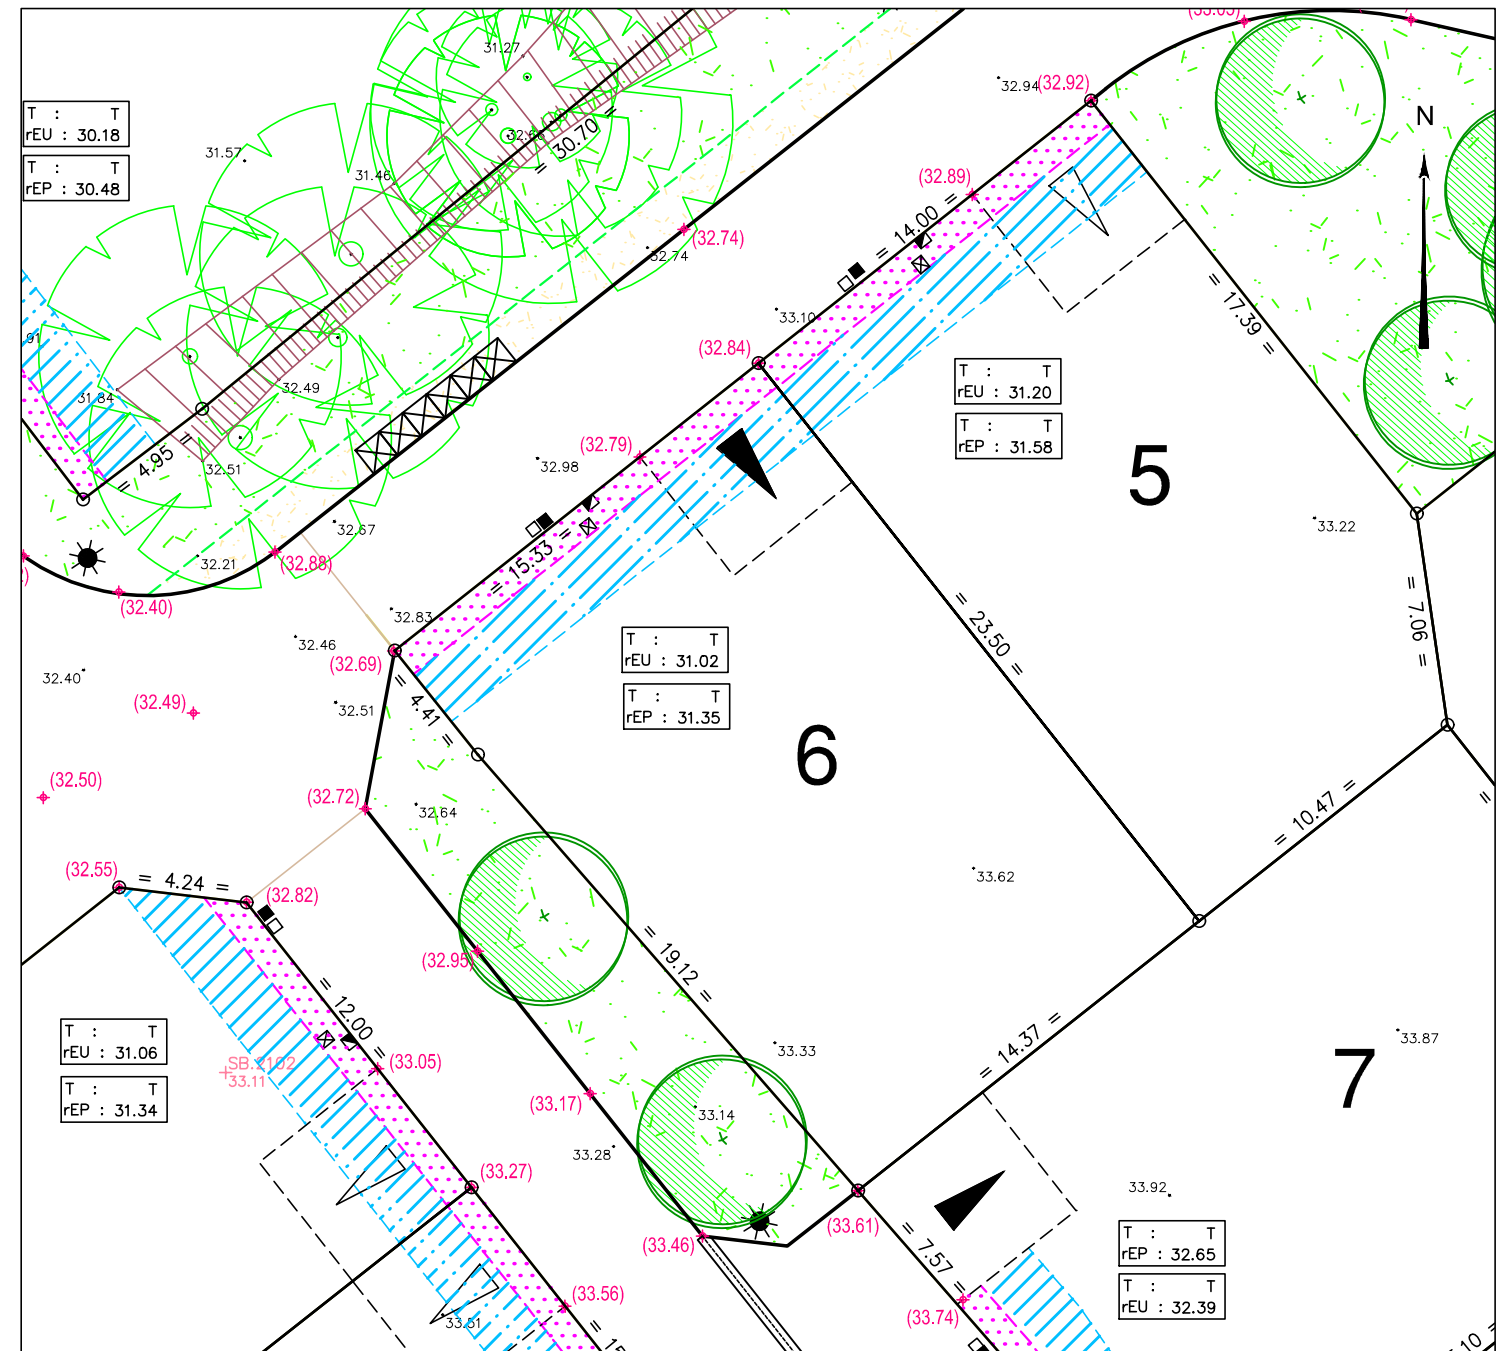 (33.03)
31.27
32.94
(32.92)
N
T : T
rEU : 30.18
T : T
rEP : 30.48
31.57
31.46
32.66
= 30.70 =
(32.89)
= 14.00 =
(32.74)
32.74
= 17.39 =
91
33.10
(32.84)
T : T
rEU : 31.20
T : T
rEP : 31.58
31.84
32.49
5
= 4.95 =
32.51
(32.79)
32.98
33.22
32.67
= 15.33 =
32.21
(32.88)
(32.40)
32.83
= 7.06 =
= 23.50 =
32.46
(32.69)
T : T
rEU : 31.02
T : T
rEP : 31.35
32.40
(32.49)
32.51
= 4.41 =
6
(32.50)
(32.72)
32.64
= 10.47 =
(32.55)
= 4.24 =
(32.82)
33.62
(32.95)
= 19.12 =
= 12.00 =
T : T
rEU : 31.06
T : T
rEP : 31.34
SB.2102
33.11
(33.05)
33.33
= 14.37 =
33.87
7
(33.17)
33.14
33.28
(33.27)
33.92
(33.61)
(33.46)
T : T
rEP : 32.65
T : T
rEU : 32.39
= 7.57 =
(33.56)
(33.74)
33.51